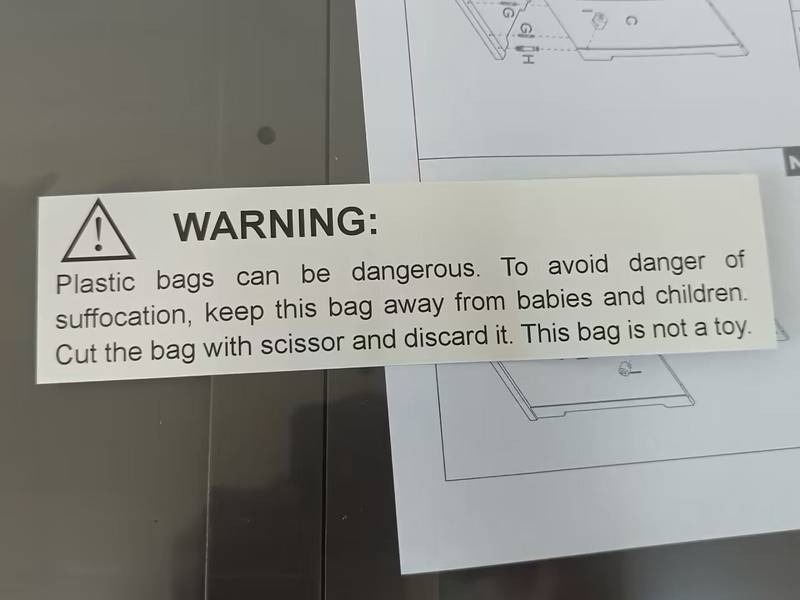 G
I
C
G
H
N
WARNING:
Plastic bags can be dangerous. To avoid danger of
suffocation, keep this bag away from babies and children.
Cut the bag with scissor and discard it. This bag is not a toy.